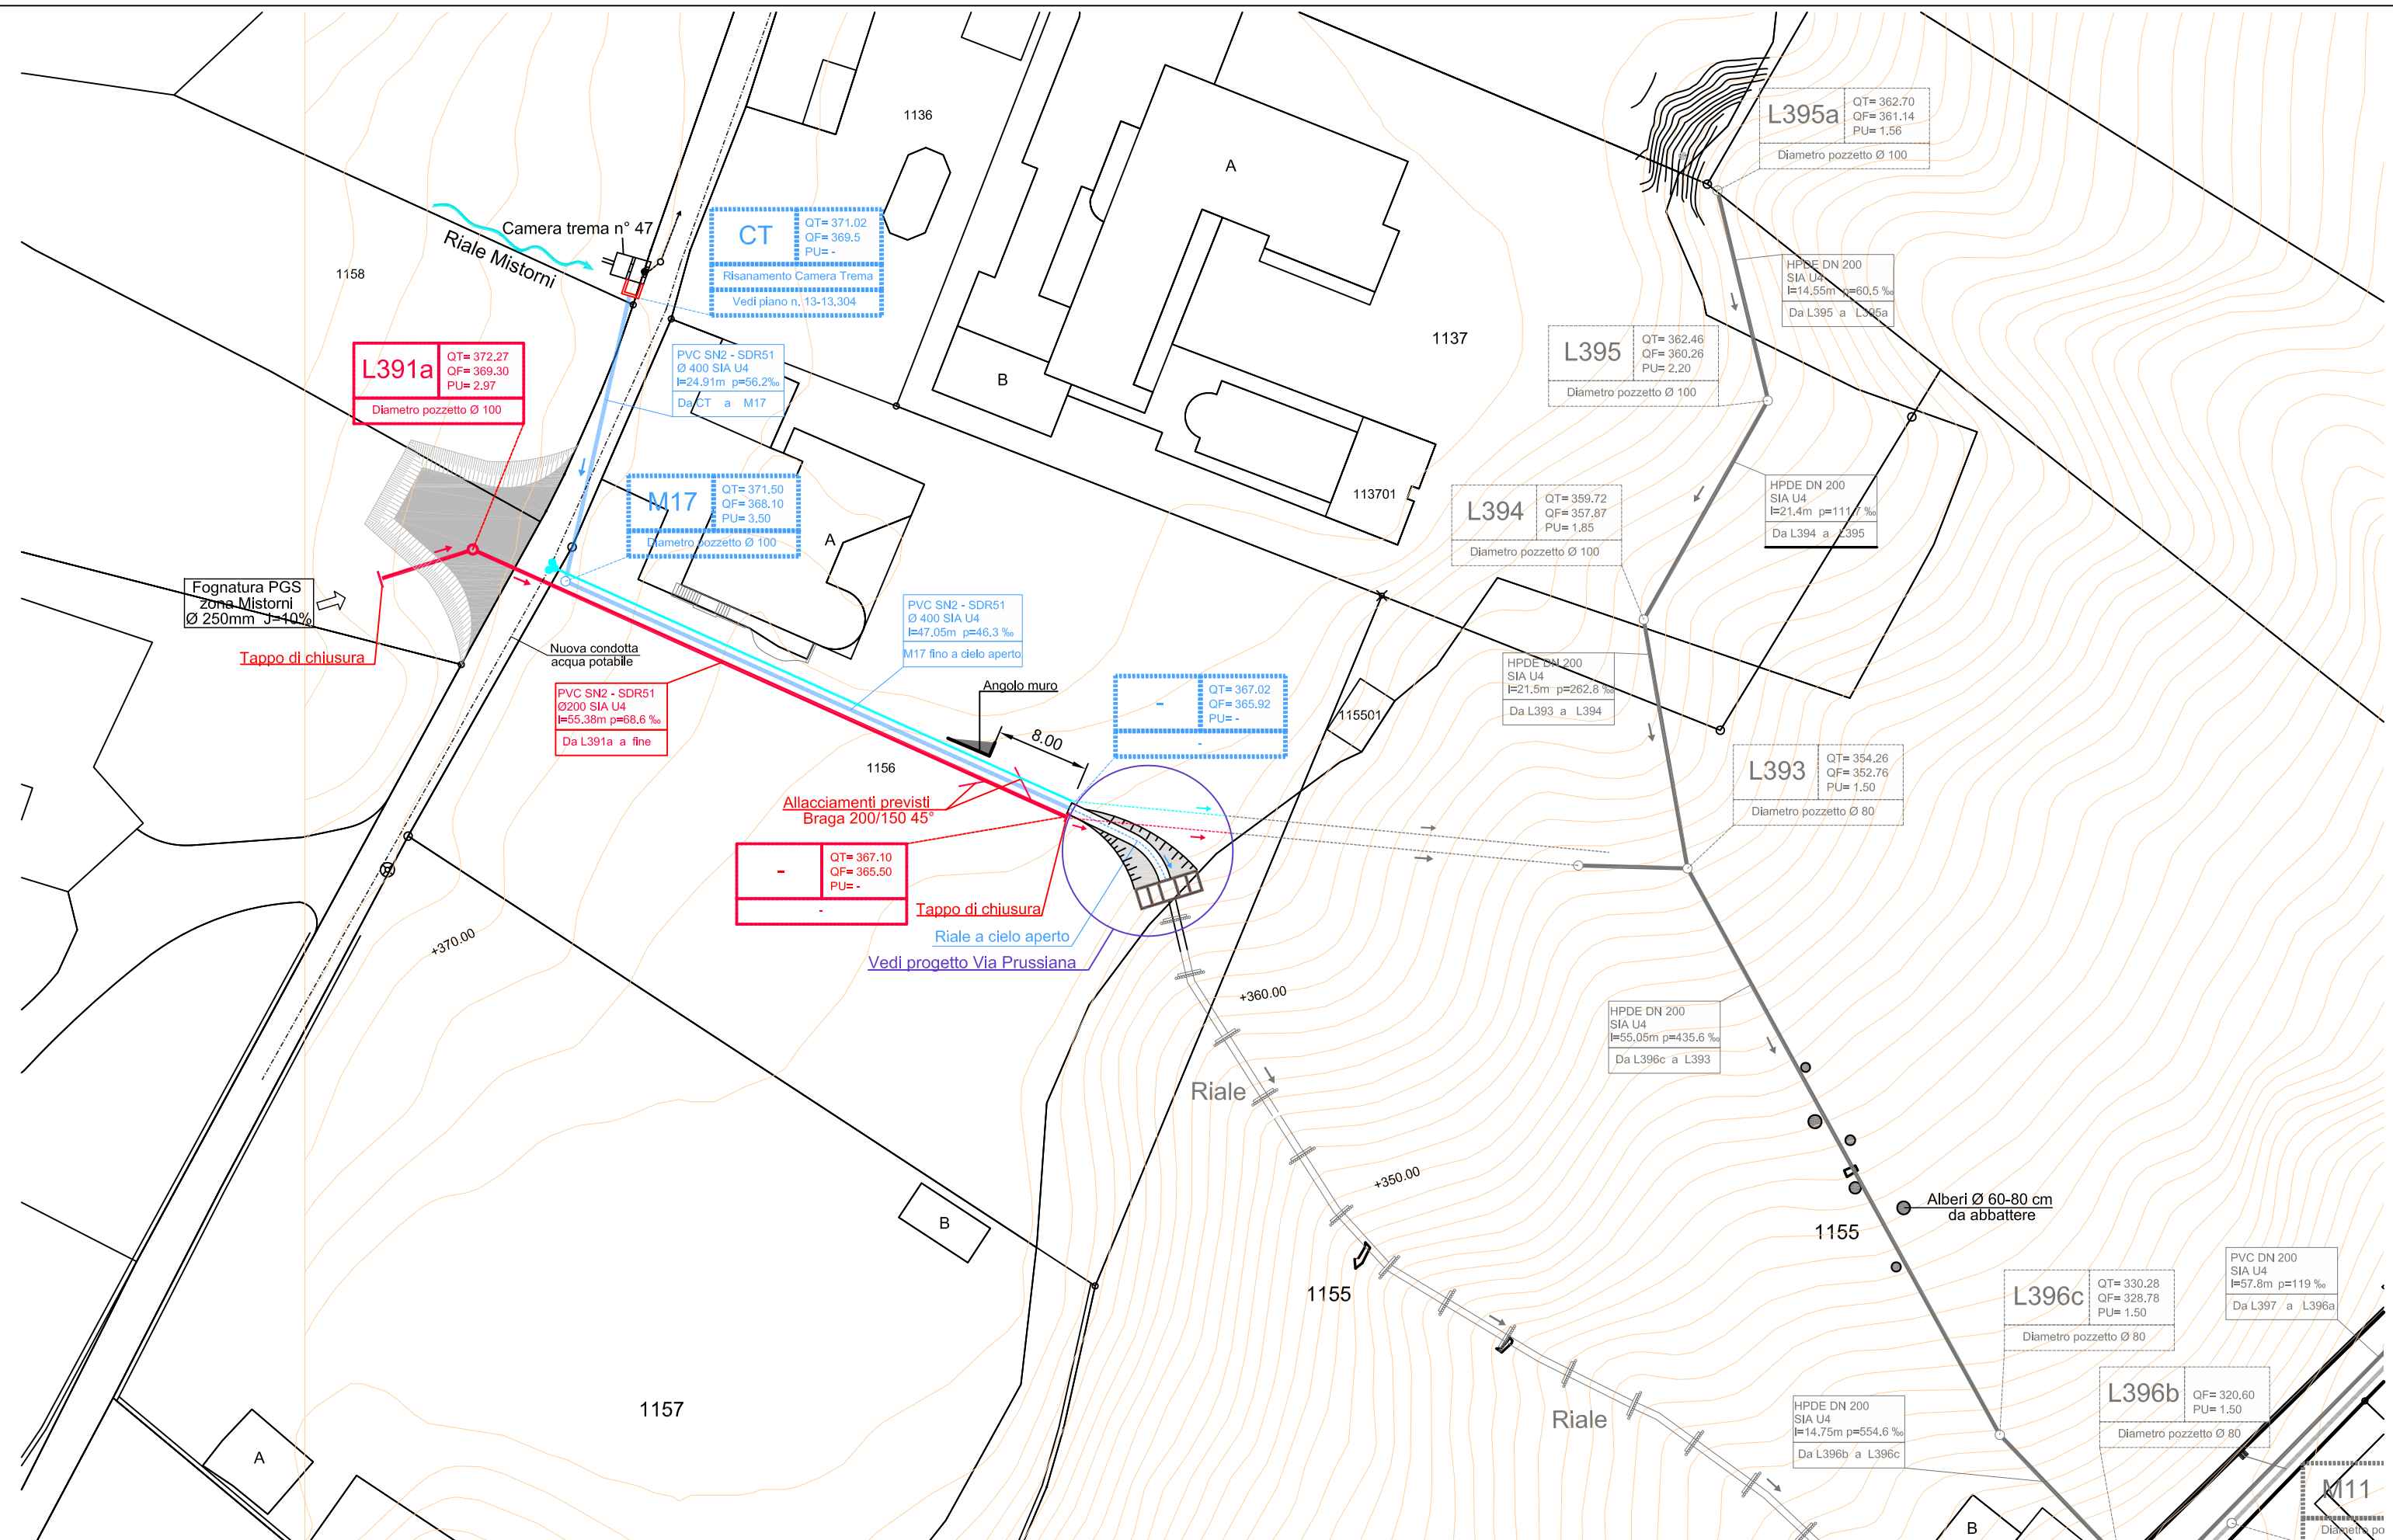 1136
A
L395a
QT= 362.70
QF= 361.14
PU= 1.56
Diametro pozzetto Ø 100
Camera trema n° 47
Riale Mistorni
1158
CT
QT= 371.02
QF= 369.5
PU= -
Risanamento Camera Trema
Vedi piano n. 13-13.304
HPDE DN 200
SIA U4
l=14.55m p=60.5 ‰
Da L395 a L395a
1137
B
L395
QT= 362.46
QF= 360.26
PU= 2.20
Diametro pozzetto Ø 100
L391a
QT= 372.27
QF= 369.30
PU= 2.97
Diametro pozzetto Ø 100
PVC SN2 - SDR51
Ø 400 SIA U4
l=24.91m p=56.2‰
Da CT a M17
M17
QT= 371.50
QF= 368.10
PU= 3.50
Diametro pozzetto Ø 100
A
113701
L394
QT= 359.72
QF= 357.87
PU= 1.85
Diametro pozzetto Ø 100
HPDE DN 200
SIA U4
l=21.4m p=111.7 ‰
Da L394 a L395
Fognatura PGS
zona Mistorni
Ø 250mm J=10%
Tappo di chiusura
Nuova condotta
acqua potabile
PVC SN2 - SDR51
Ø 400 SIA U4
l=47.05m p=46.3 ‰
M17 fino a cielo aperto
PVC SN2 - SDR51
Ø200 SIA U4
l=55.38m p=68.6 ‰
Da L391a a fine
Angolo muro
8.00
-
QT= 367.02
QF= 365.92
PU= -
-
115501
HPDE DN 200
SIA U4
l=21.5m p=262.8 ‰
Da L393 a L394
1156
L393
QT= 354.26
QF= 352.76
PU= 1.50
Diametro pozzetto Ø 80
Allacciamenti previsti
Braga 200/150 45°
-
QT= 367.10
QF= 365.50
PU= -
-
Tappo di chiusura
Riale a cielo aperto
Vedi progetto Via Prussiana
+370.00
+360.00
HPDE DN 200
SIA U4
l=55.05m p=435.6 ‰
Da L396c a L393
Riale
+350.00
Alberi Ø 60-80 cm
da abbattere
1155
B
1155
PVC DN 200
SIA U4
l=57.8m p=119 ‰
Da L397 a L396a
L396c
QT= 330.28
QF= 328.78
PU= 1.50
Diametro pozzetto Ø 80
1157
Riale
L396b
QF= 320.60
PU= 1.50
Diametro pozzetto Ø 80
HPDE DN 200
SIA U4
l=14.75m p=554.6 ‰
Da L396b a L396c
A
M11
B